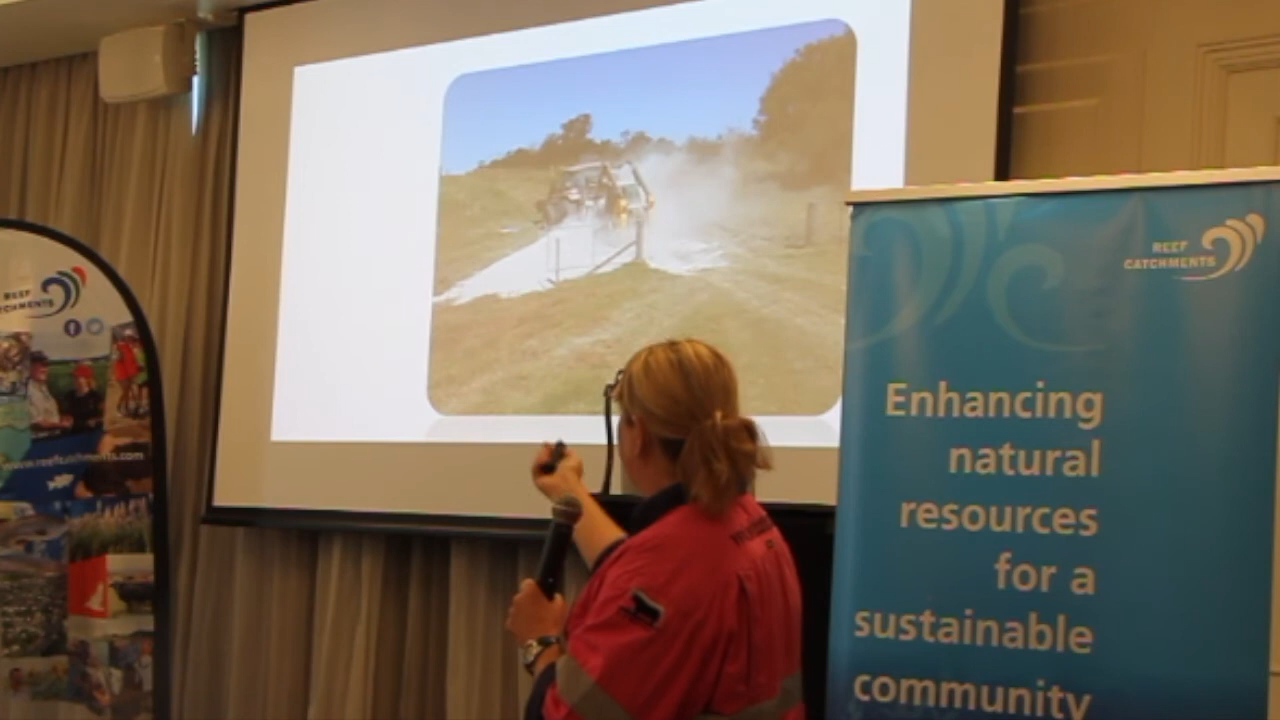 REEF
CATCHMENTS
www.reefcatchments.com
REEF
CATCHMENTS
Enhancing
natural
resources
for a
sustainable
community